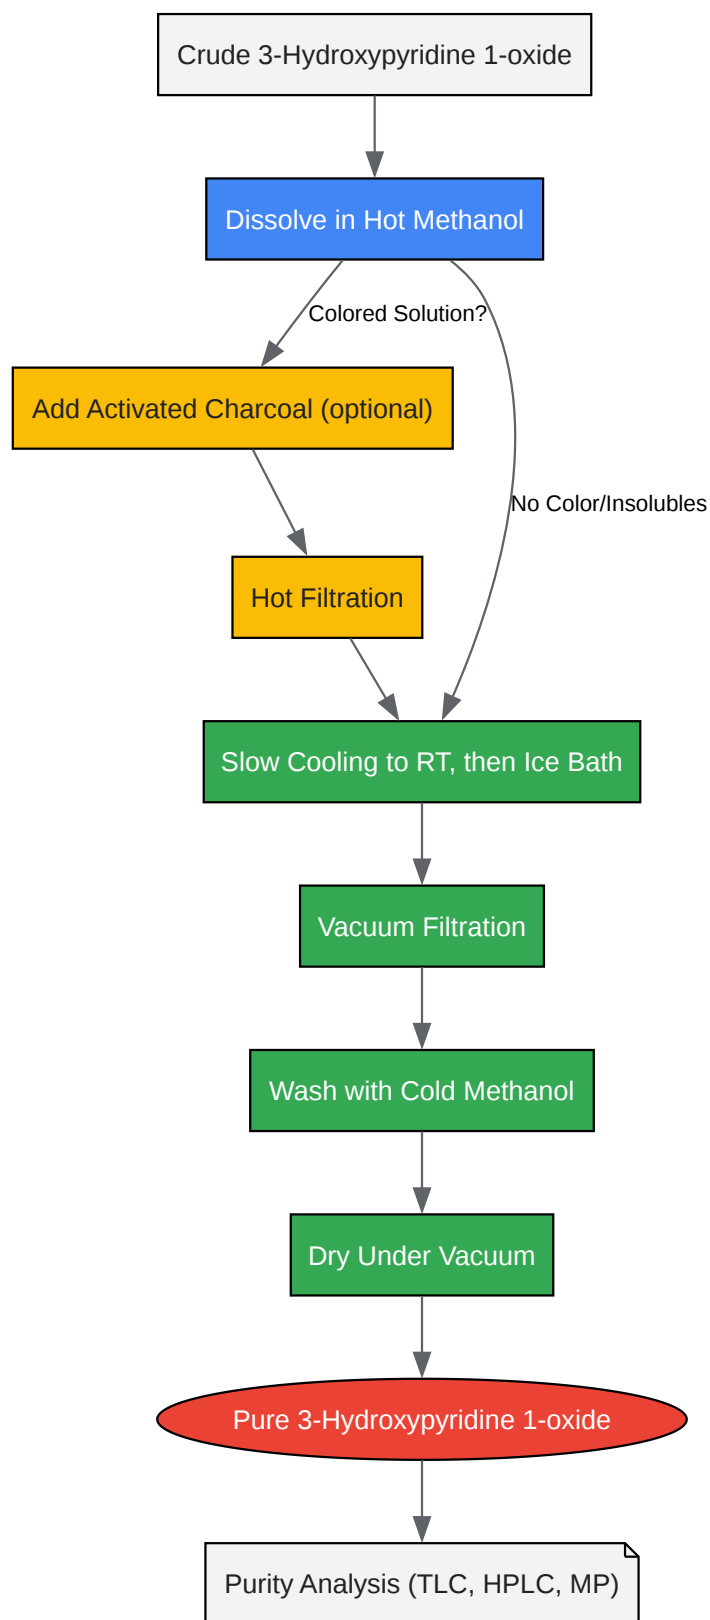 Crude 3-Hydroxypyridine 1-oxide
Dissolve in Hot Methanol
Colored Solution?
Add Activated Charcoal (optional)
No Color/Insolubles
Hot Filtration
Slow Cooling to RT, then Ice Bath
Vacuum Filtration
Wash with Cold Methanol
Dry Under Vacuum
Pure 3-Hydroxypyridine 1-oxide
Purity Analysis (TLC, HPLC, MP)